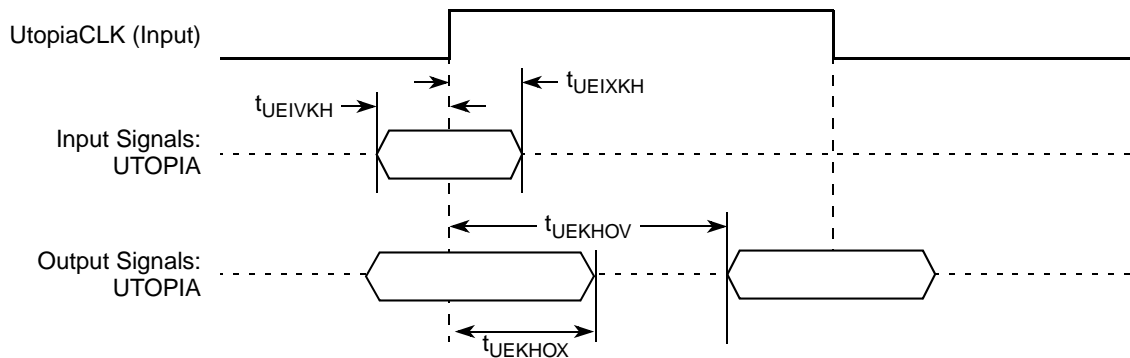 UtopiaCLK (Input)
tUEIXKH
tUEIVKH
Input Signals:
UTOPIA
tUEKHOV
Output Signals:
UTOPIA
tUEKHOX